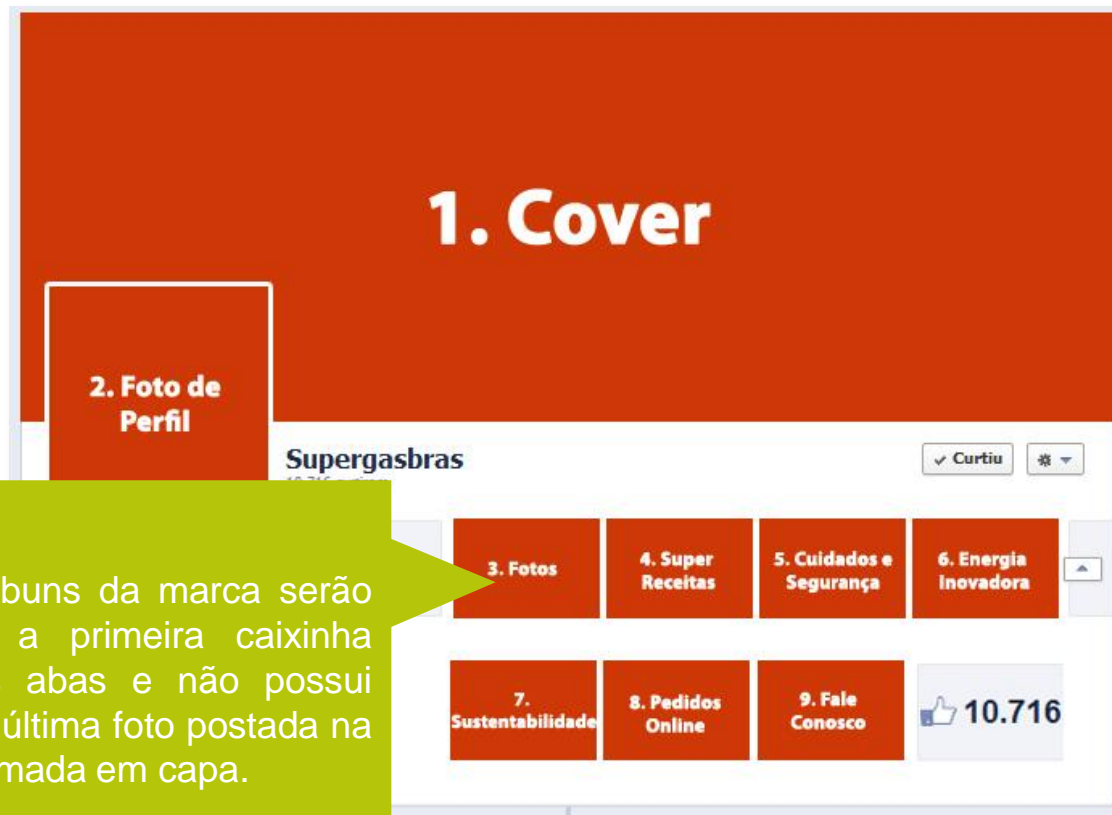 1. Cover
2. Foto de
Perfil
Supergasbras
Curtiu
3. Fotos
4. Super
Receitas
5. Cuidados e
Segurança
6. Energia
Inovadora
buns da marca serão
a primeira caixinha
abas e não possui
última foto postada na
mada em capa.
7.
Sustentabilidade
8. Pedidos
Online
9. Fale
Conosco
10.716